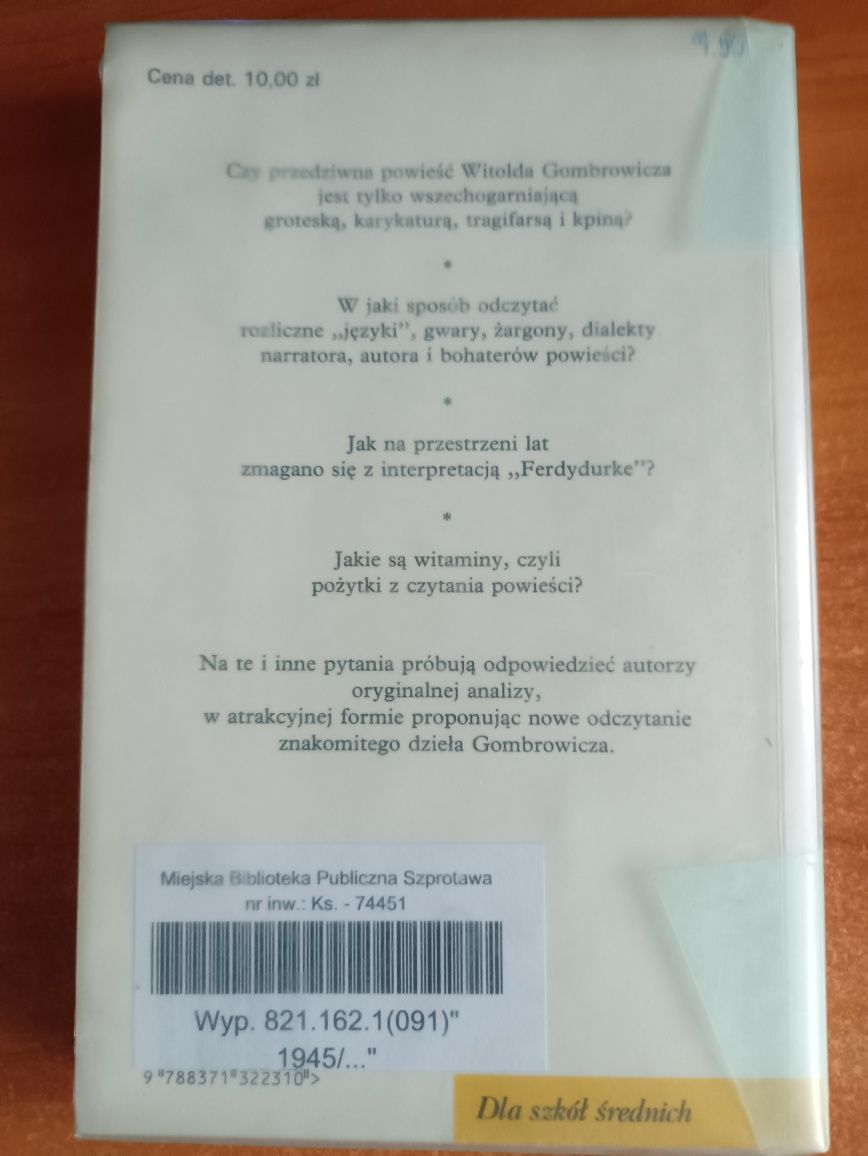 Cena det. 10,00 zł
Czy przedziwna powieść Witolda Gombrowicza
jest tylko wszechogarniającą
groteską, karykaturą, tragifarsą i kpiną?
*
W jaki sposób odczytać
rozliczne „języki”, gwary, żargony, dialekty
narratora, autora i bohaterów powieści?
*
Jak na przestrzeni lat
zmagano się z interpretacją „Ferdydurke”?
*
Jakie są witaminy, czyli
pożytki z czytania powieści?
Na te i inne pytania próbują odpowiedzieć autorzy
oryginalnej analizy,
w atrakcyjnej formie proponując nowe odczytanie
znakomitego dzieła Gombrowicza.
Miejska Biblioteka Publiczna Szprotawa
nr inw.: Ks. - 74451
Wyp. 821.162.1(091)"
1945/..."
9"788371"322310">
Dla szkół średnich